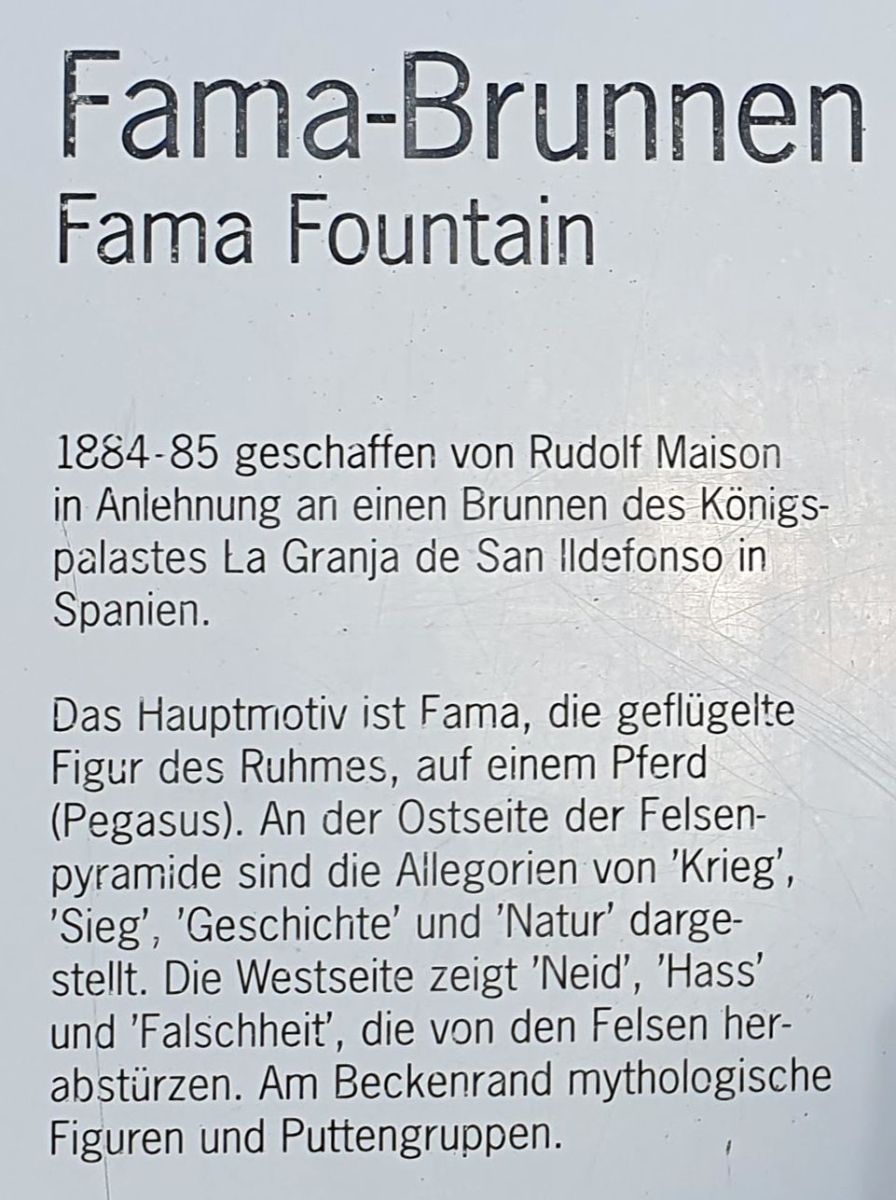 Fama-Brunnen
Fama Fountain
1884-85 geschaffen von Rudolf Maison
in Anlehnung an einen Brunnen des Königs-
palastes La Granja de San Ildefonso in
Spanien.
Das Hauptmotiv ist Fama, die geflügelte
Figur des Ruhmes, auf einem Pferd
(Pegasus). An der Ostseite der Felsen-
pyramide sind die Allegorien von 'Krieg',
'Sieg', 'Geschichte' und 'Natur' darge-
stellt. Die Westseite zeigt 'Neid', 'Hass'
und 'Falschheit', die von den Felsen her-
abstürzen. Am Beckenrand mythologische
Figuren und Puttengruppen.